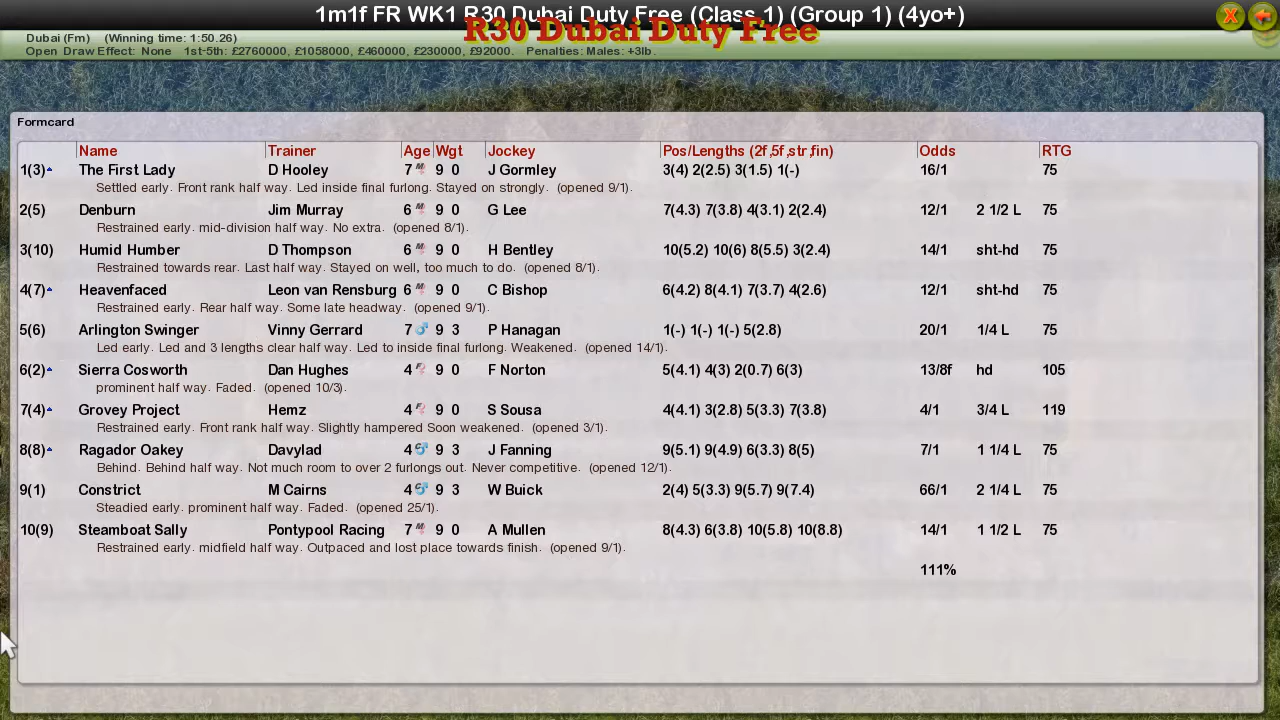 1m1f FR WK1 R30 Dubai Duty Free (Class 1) (Group 1) (4yo+)
R30 Dubai Duty Free
Dubai (Fm) (Winning time: 1:50.26)
Open Draw Effect: None 1st-5th: £2760000, £1058000, £460000, £230000, £92000. Penalties: Males: +3lb.
Formcard
Name Trainer Age Wgt Jockey Pos/Lengths (2f,5f,str,fin) Odds RTG
1(3) The First Lady D Hooley 7 M 9 0 J Gormley 3(4) 2(2.5) 3(1.5) 1(-) 16/1 75
Settled early. Front rank half way. Led inside final furlong. Stayed on strongly. (opened 9/1).
2(5) Denburn Jim Murray 6 M 9 0 G Lee 7(4.3) 7(3.8) 4(3.1) 2(2.4) 12/1 2 1/2 L 75
Restrained early. mid-division half way. No extra. (opened 8/1).
3(10) Humid Humber D Thompson 6 M 9 0 H Bentley 10(5.2) 10(6) 8(5.5) 3(2.4) 14/1 sht-hd 75
Restrained towards rear. Last half way. Stayed on well, too much to do. (opened 8/1).
4(7) Heavenfaced Leon van Rensburg 6 M 9 0 C Bishop 6(4.2) 8(4.1) 7(3.7) 4(2.6) 12/1 sht-hd 75
Restrained early. Rear half way. Some late headway. (opened 9/1).
5(6) Arlington Swinger Vinny Gerrard 7 9 3 P Hanagan 1(-) 1(-) 1(-) 5(2.8) 20/1 1/4 L 75
Led early. Led and 3 lengths clear half way. Led to inside final furlong. Weakened. (opened 14/1).
6(2) Sierra Cosworth Dan Hughes 4 F 9 0 F Norton 5(4.1) 4(3) 2(0.7) 6(3) 13/8f hd 105
prominent half way. Faded. (opened 10/3).
7(4) Grovey Project Hemz 4 F 9 0 S Sousa 4(4.1) 3(2.8) 5(3.3) 7(3.8) 4/1 3/4 L 119
Restrained early. Front rank half way. Slightly hampered Soon weakened. (opened 3/1).
8(8) Ragador Oakey Davylad 4 9 3 J Fanning 9(5.1) 9(4.9) 6(3.3) 8(5) 7/1 1 1/4 L 75
Behind. Behind half way. Not much room to over 2 furlongs out. Never competitive. (opened 12/1).
9(1) Constrict M Cairns 4 9 3 W Buick 2(4) 5(3.3) 9(5.7) 9(7.4) 66/1 2 1/4 L 75
Steadied early. prominent half way. Faded. (opened 25/1).
10(9) Steamboat Sally Pontypool Racing 7 M 9 0 A Mullen 8(4.3) 6(3.8) 10(5.8) 10(8.8) 14/1 1 1/2 L 75
Restrained early. midfield half way. Outpaced and lost place towards finish. (opened 9/1).
111%